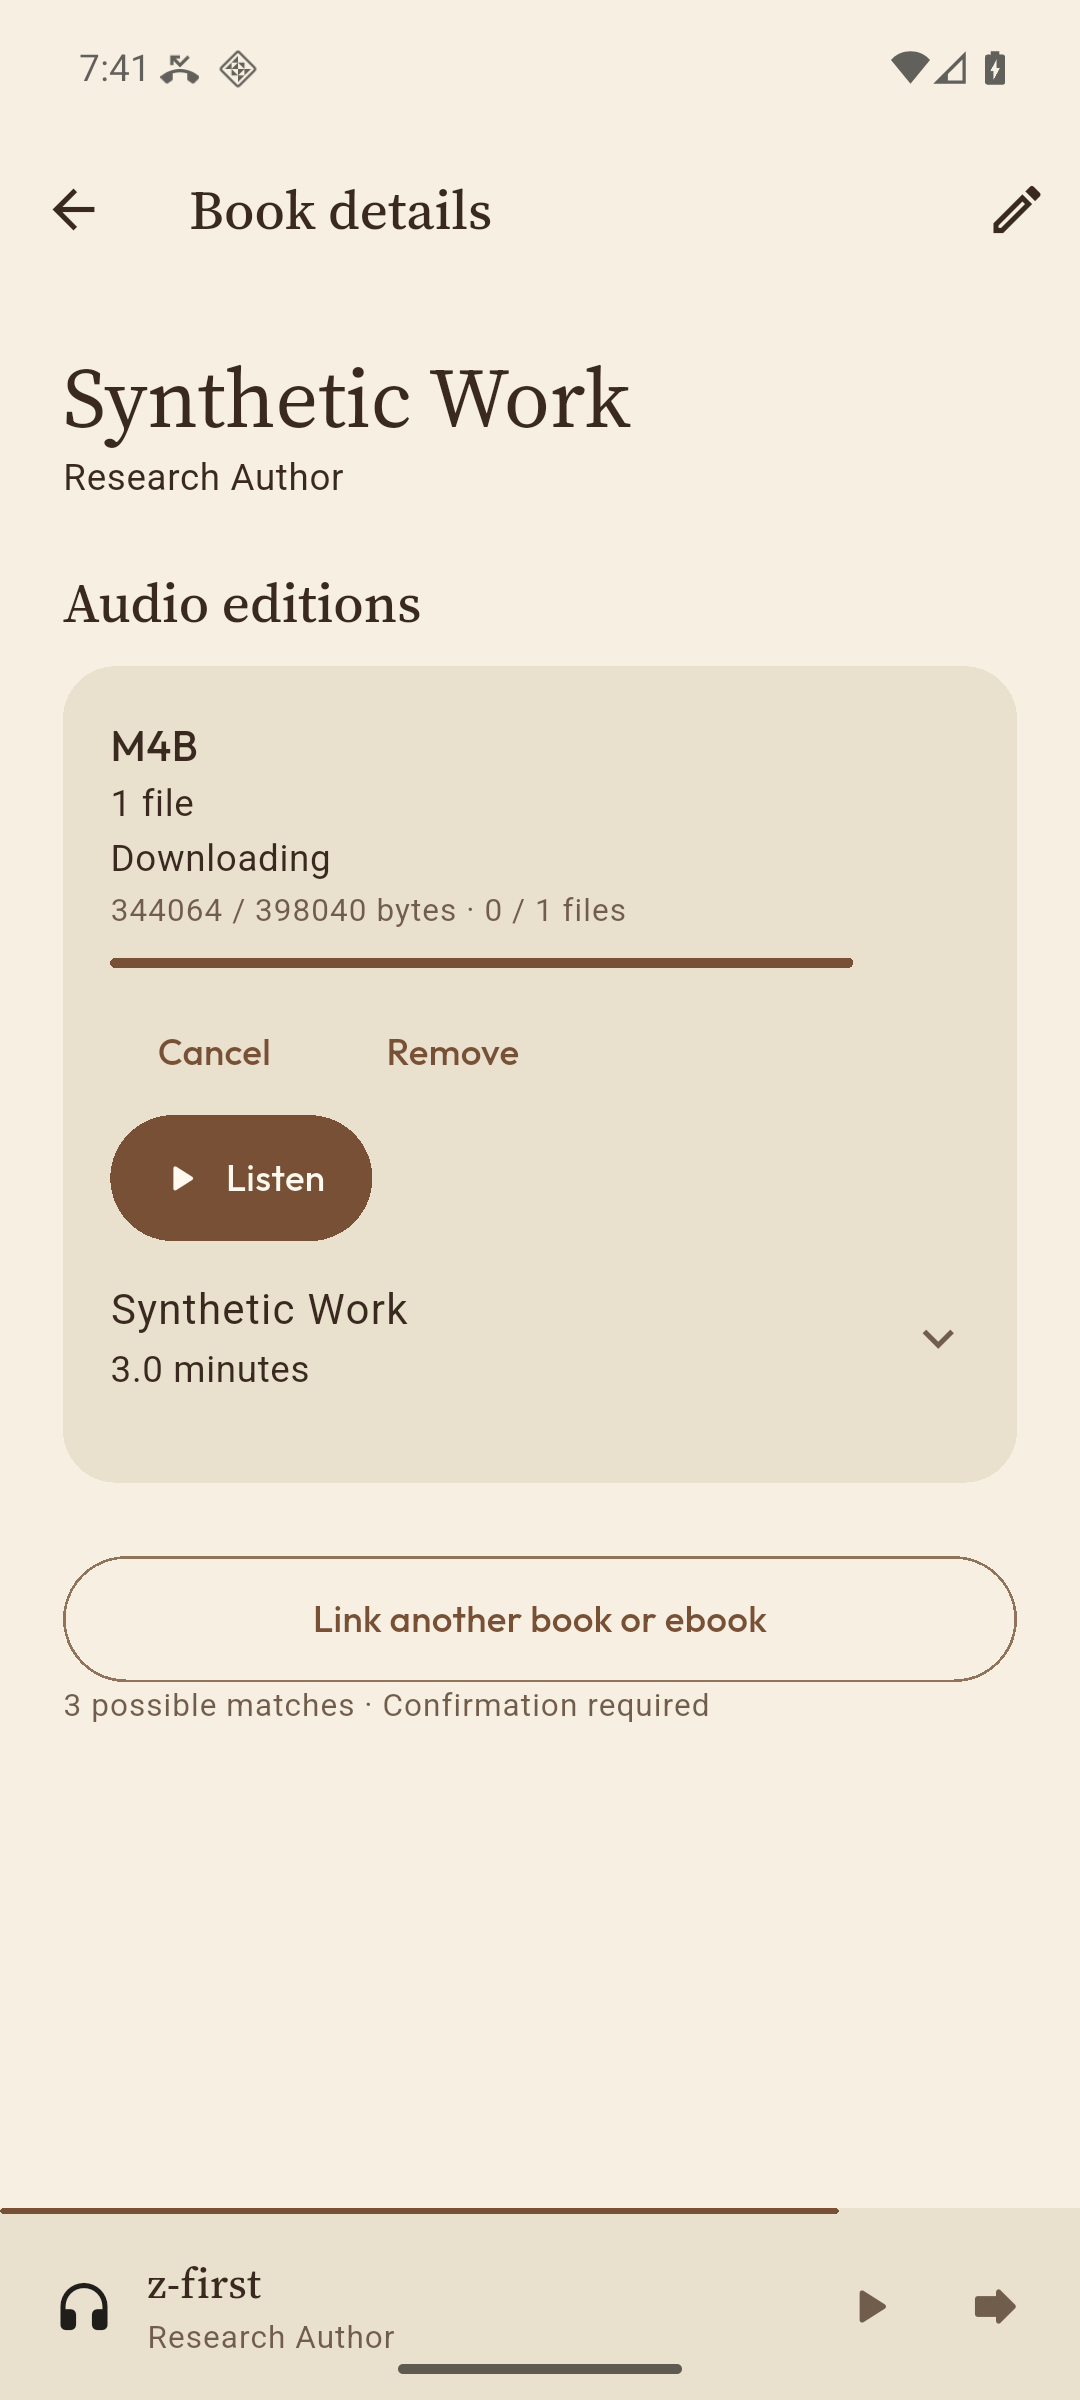 7:41
Book details
Synthetic Work
Research Author
Audio editions
M4B
1 file
Downloading
344064 / 398040 bytes · 0 / 1 files
Cancel
Remove
Listen
Synthetic Work
3.0 minutes
Link another book or ebook
3 possible matches · Confirmation required
z-first
Research Author